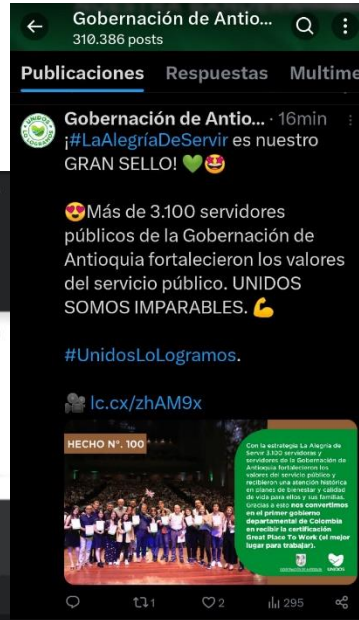 Gobernación de Antio...
310.386 posts
Publicaciones Respuestas Multime
Gobernación de Antio... · 16min
¡#LaAlegríaDeServir es nuestro
GRAN SELLO! 💚🤩
😍Más de 3.100 servidores
públicos de la Gobernación de
Antioquia fortalecieron los valores
del servicio público. UNIDOS
SOMOS IMPARABLES. 💪
#UnidosLoLogramos.
🎥 lc.cx/zhAM9x
HECHO N°. 100
Con la estrategia La Alegría de
Servir 3.100 servidoras y
servidores de la Gobernación de
Antioquia fortalecieron los
valores del servicio público y
recibieron una atención histórica
en planes de bienestar y calidad
de vida para ellos y sus familias.
Gracias a esto nos convertimos
en el primer gobierno
departamental de Colombia
en recibir la certificación
Great Place To Work (el mejor
lugar para trabajar).
UNIDOS
1 2 295